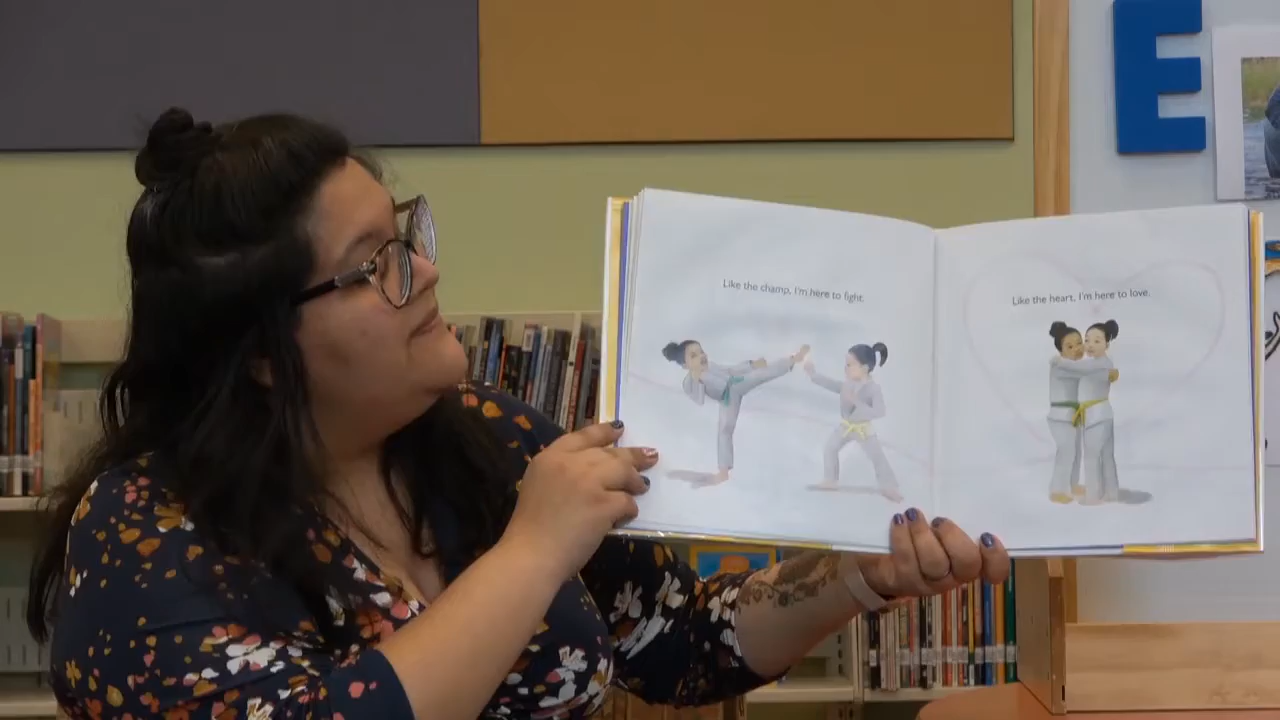 E
Like the champ, I'm here to fight.
Like the heart, I'm here to love.